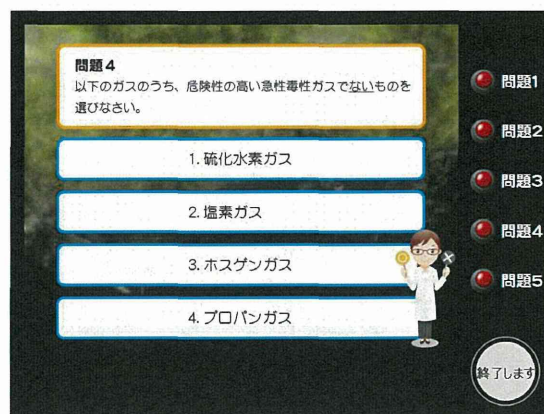 問題4
以下のガスのうち、危険性の高い急性毒性ガスでないものを
選びなさい。
1. 硫化水素ガス
2. 塩素ガス
3. ホスゲンガス
4. プロパンガス
問題1
問題2
問題3
問題4
問題5
終了します